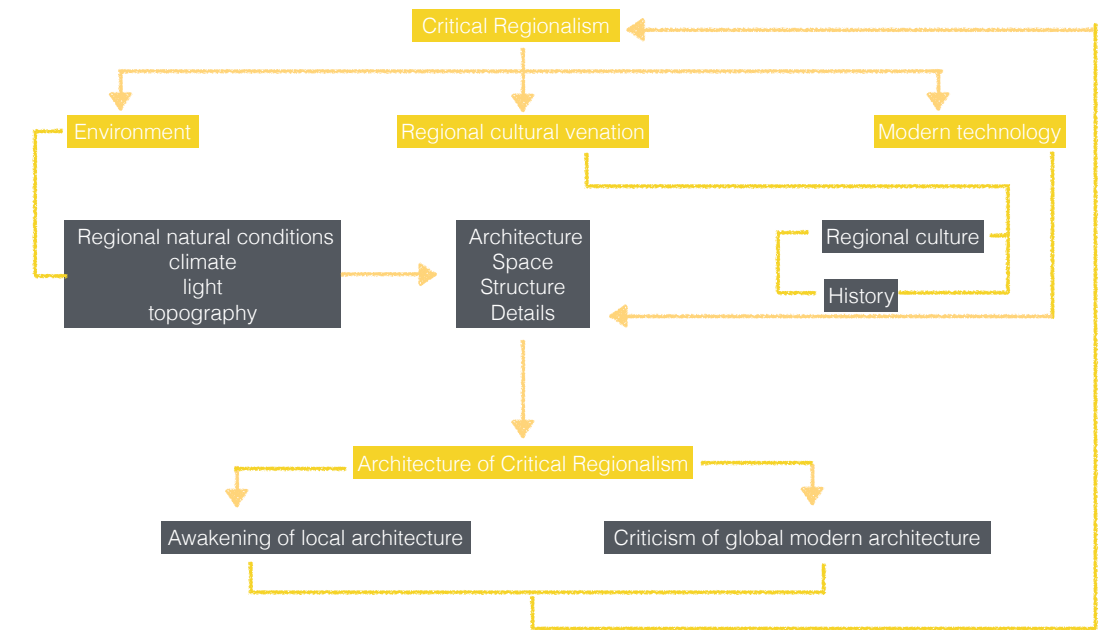 Critical Regionalism
Environment
Regional cultural venation
Modern technology
Regional natural conditions
climate
light
topography
Architecture
Space
Structure
Details
Regional culture
History
Architecture of Critical Regionalism
Awakening of local architecture
Criticism of global modern architecture